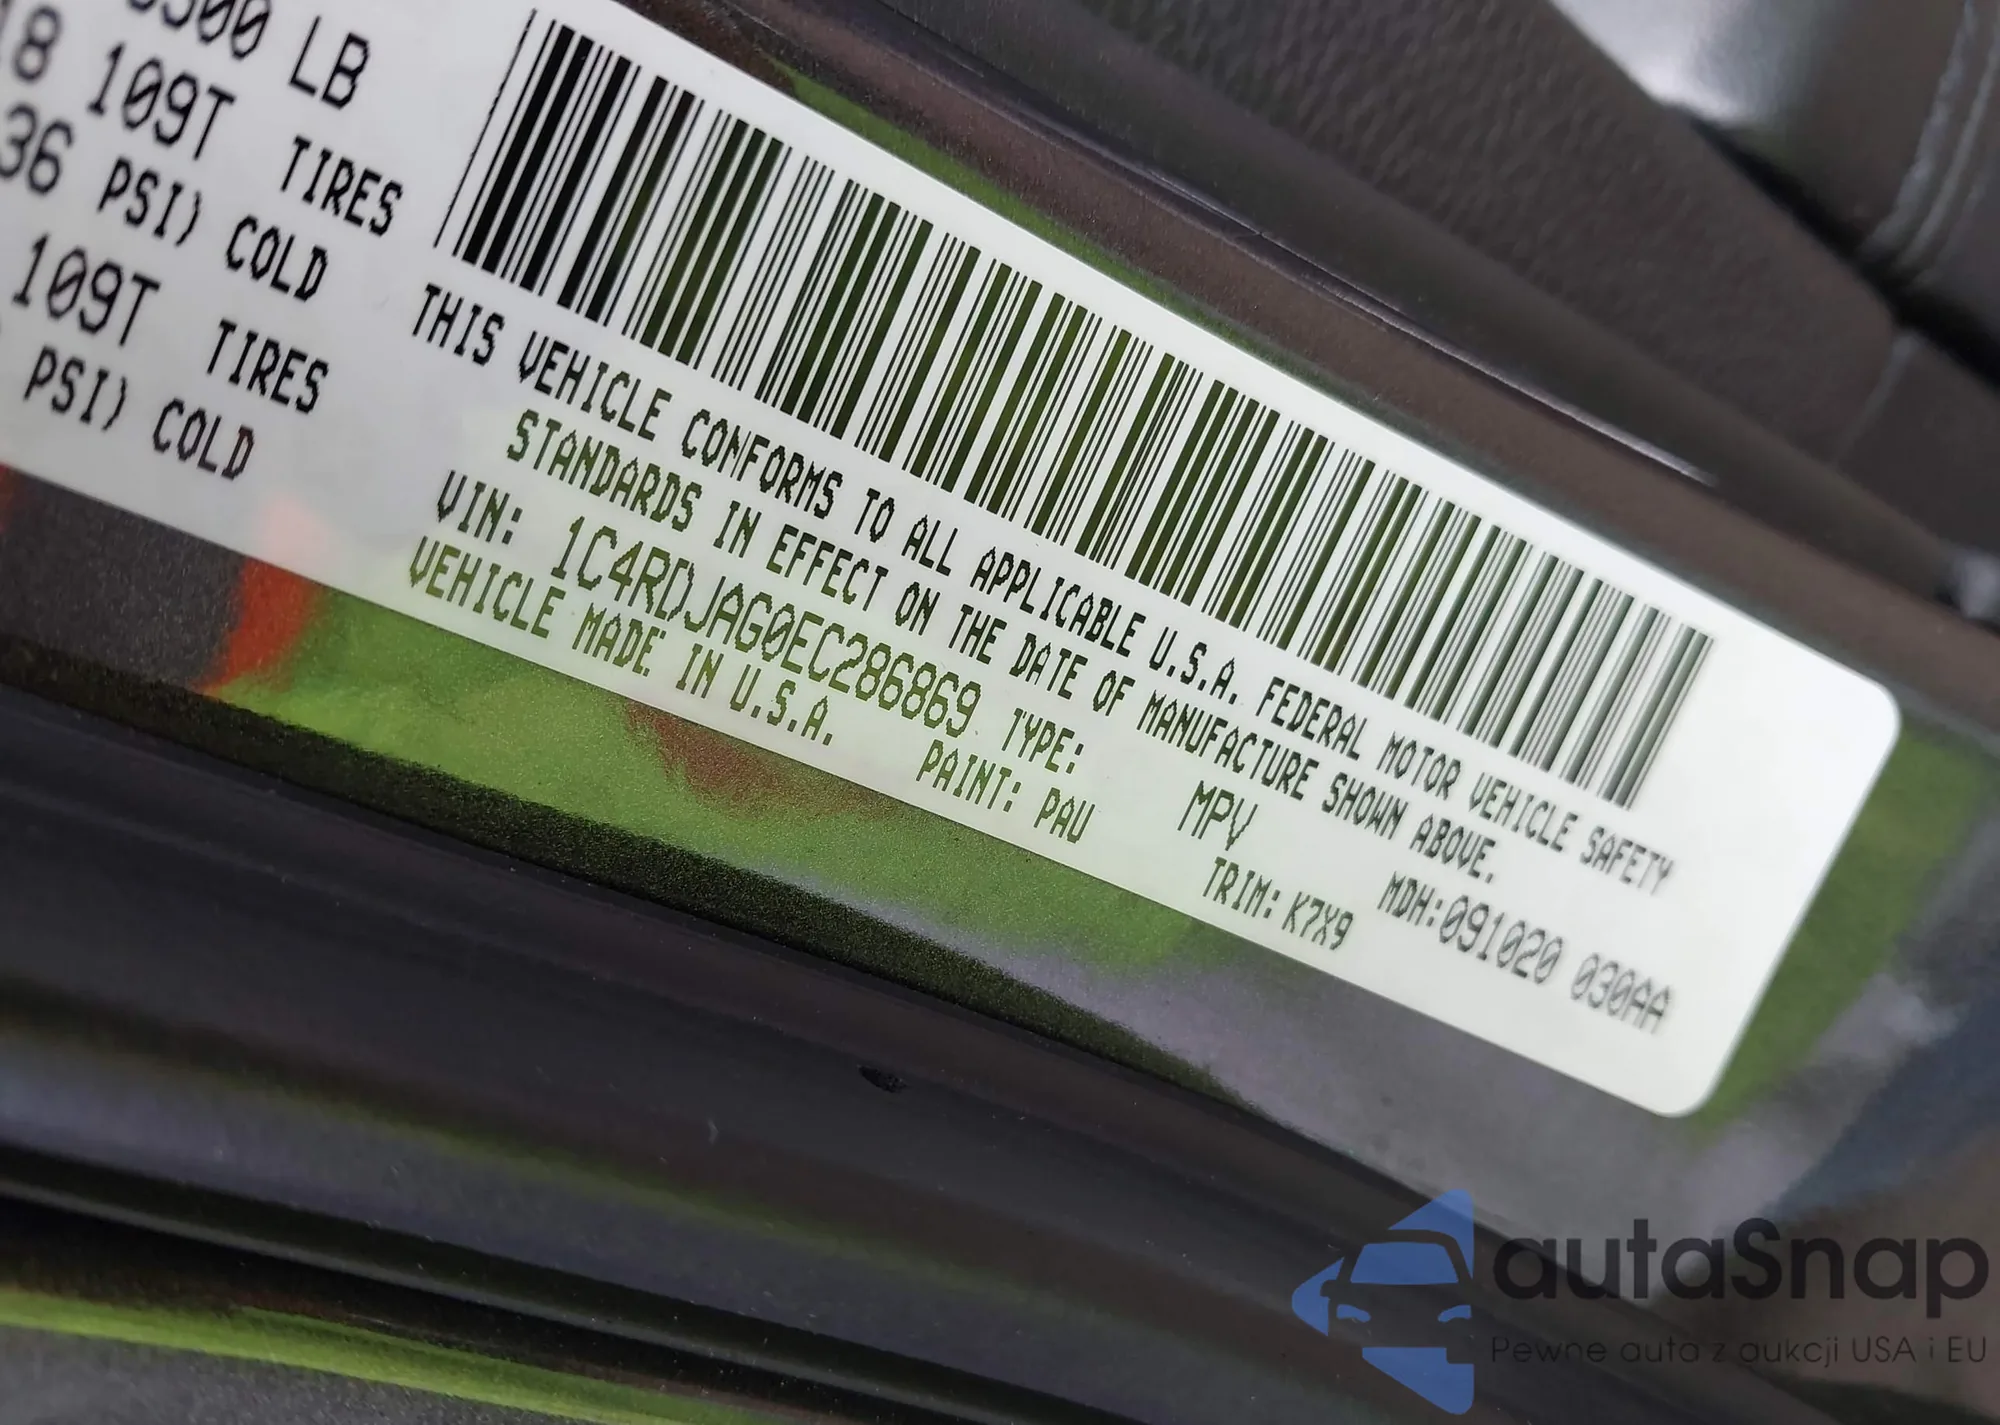 LB
18 109T TIRES
36 PSI) COLD
109T TIRES
PSI) COLD
THIS VEHICLE CONFORMS TO ALL APPLICABLE U.S.A. FEDERAL MOTOR VEHICLE SAFETY
STANDARDS IN EFFECT ON THE DATE OF MANUFACTURE SHOWN ABOVE.
VIN: 1C4RDJAG0EC286869 TYPE: MPV MDH:091020 030AA
VEHICLE MADE IN U.S.A. PAINT: PAU TRIM: K7X9
autaSnap
Pewne auta z aukcji USA i EU